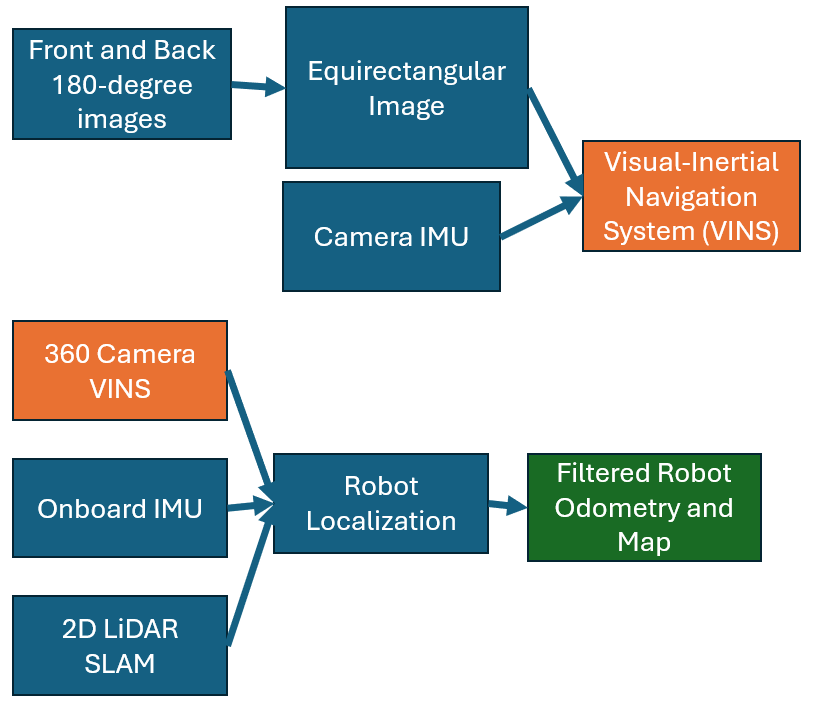 Front and Back
180-degree
images
Equirectangular
Image
Camera IMU
Visual-Inertial
Navigation
System (VINS)
360 Camera
VINS
Onboard IMU
2D LiDAR
SLAM
Robot
Localization
Filtered Robot
Odometry and
Map